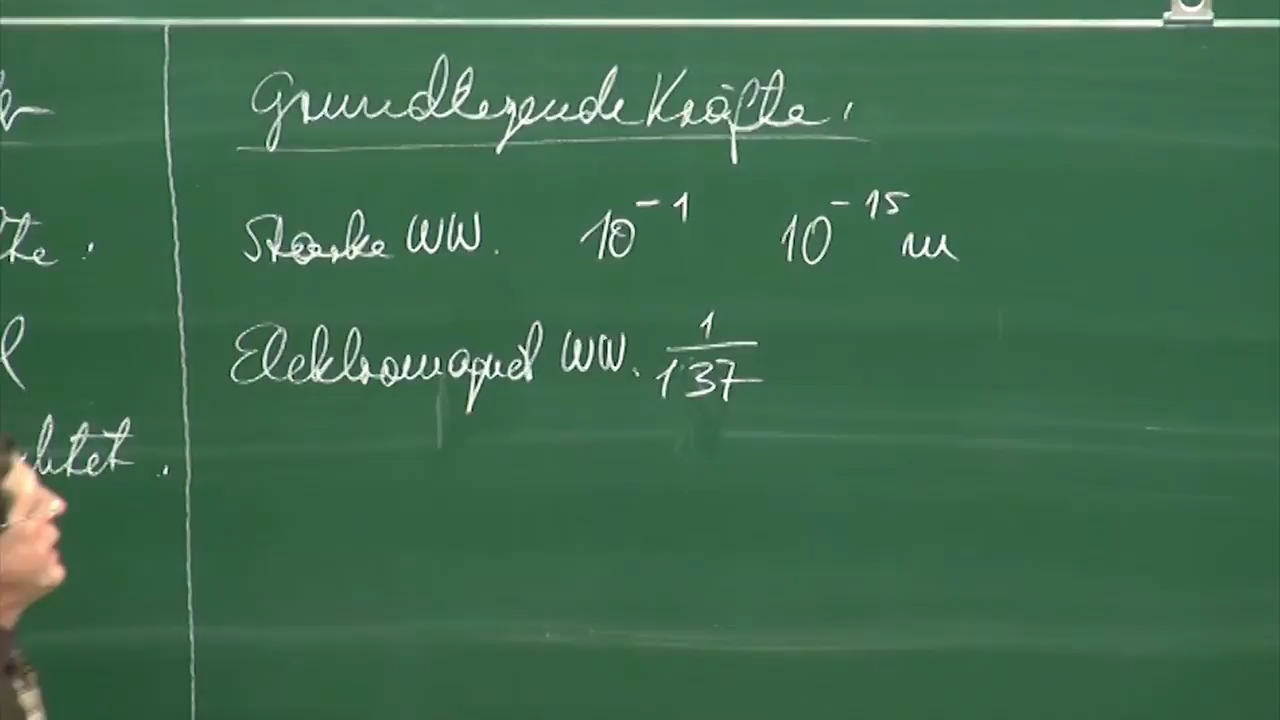 Grundlegende Kräfte:
Starke WW. 10⁻¹ 10⁻¹⁵ m
Elektromagnet WW. 1/137